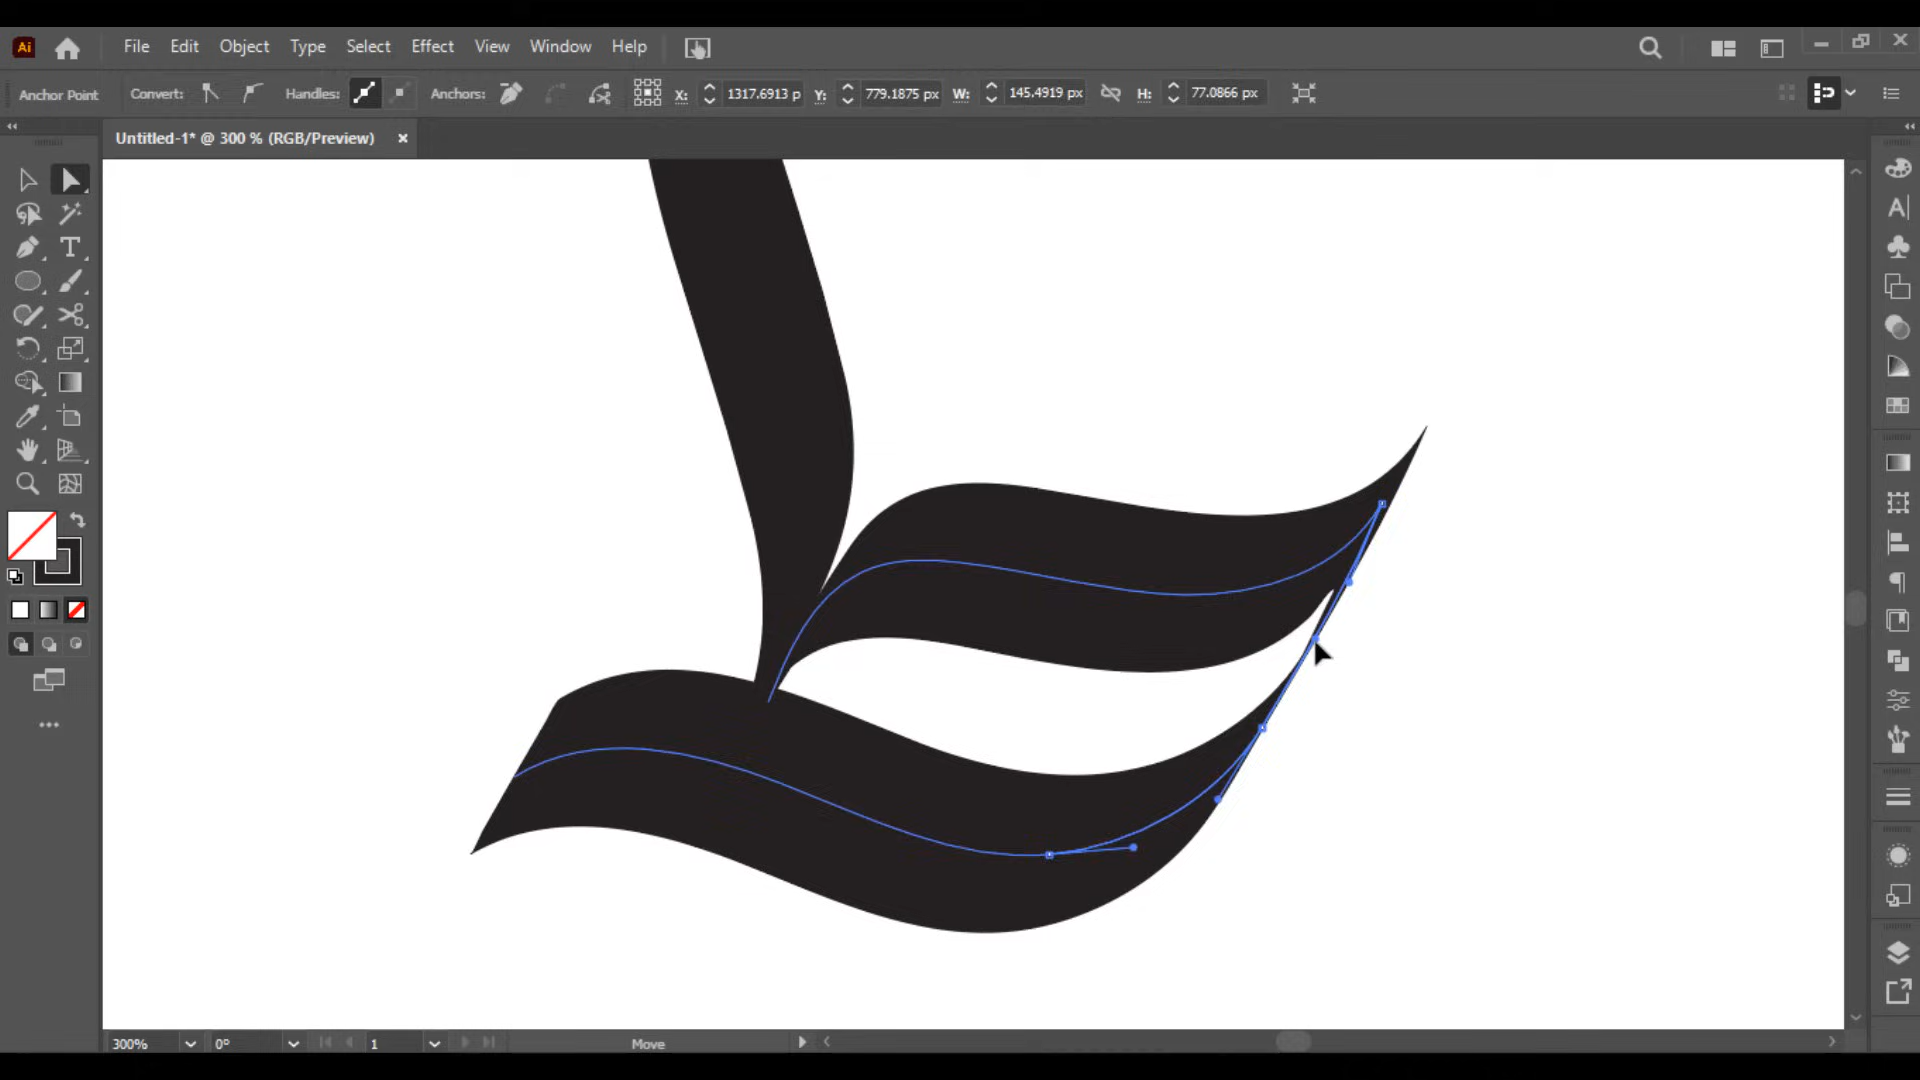 Ai File Edit Object Type Select Effect View Window Help
Anchor Point Convert: Handles: Anchors: X: 1317.6913 p Y: 779.1875 px W: 145.4919 px H: 77.0866 px
Untitled-1* @ 300 % (RGB/Preview) ×
300% 0° 1 Move